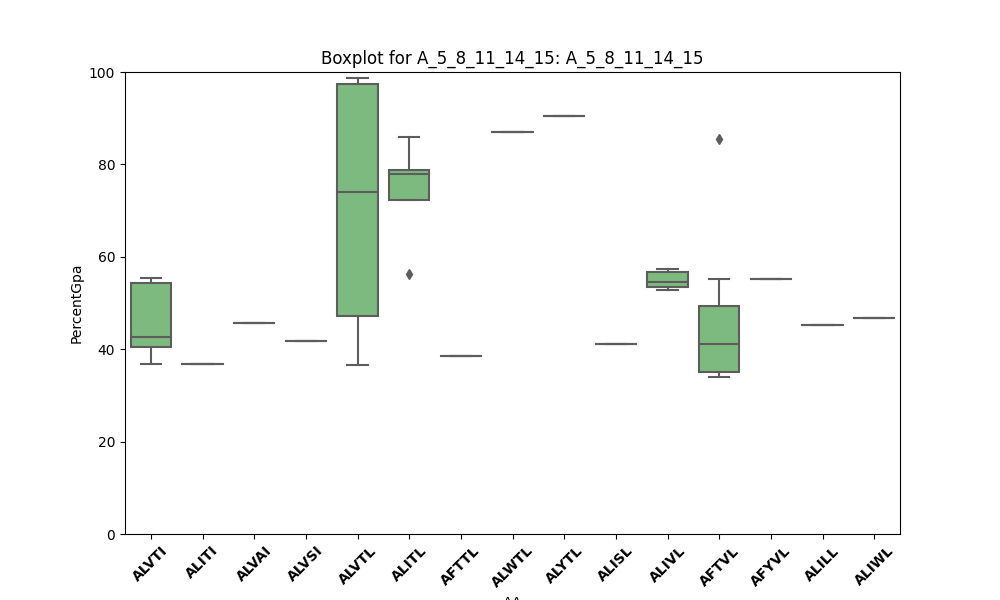 Boxplot for A_5_8_11_14_15: A_5_8_11_14_15
100
80
60
40
20
0
PercentGpa
ALVTI ALITI ALVAI ALVSI ALVTL ALITL AFTTL ALWTL ALYTL ALISL ALIVL AFTVL AFYVL ALILL ALIWL